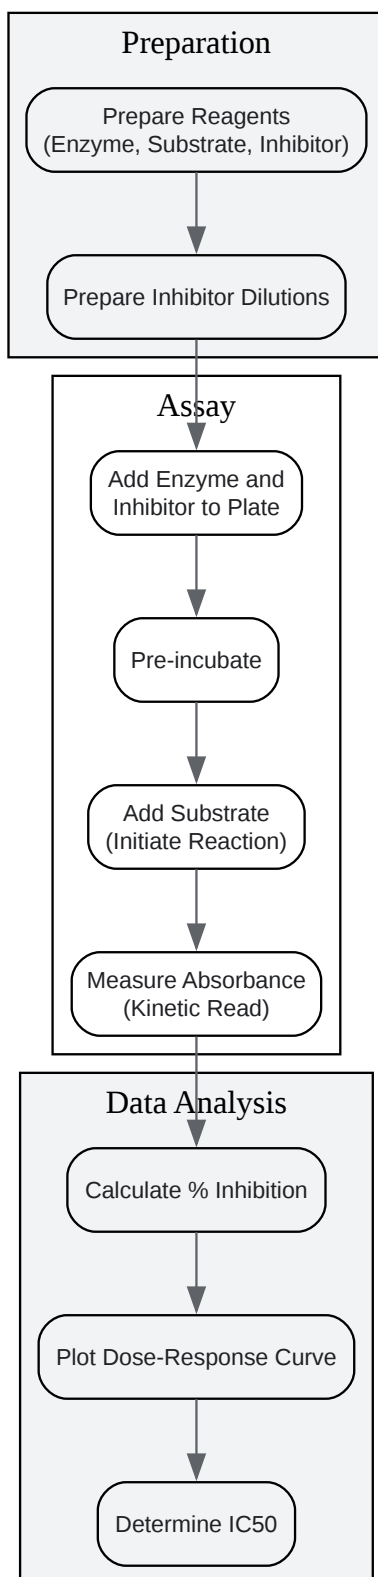 Preparation
Prepare Reagents
(Enzyme, Substrate, Inhibitor)
Prepare Inhibitor Dilutions
Assay
Add Enzyme and
Inhibitor to Plate
Pre-incubate
Add Substrate
(Initiate Reaction)
Measure Absorbance
(Kinetic Read)
Data Analysis
Calculate % Inhibition
Plot Dose-Response Curve
Determine IC50